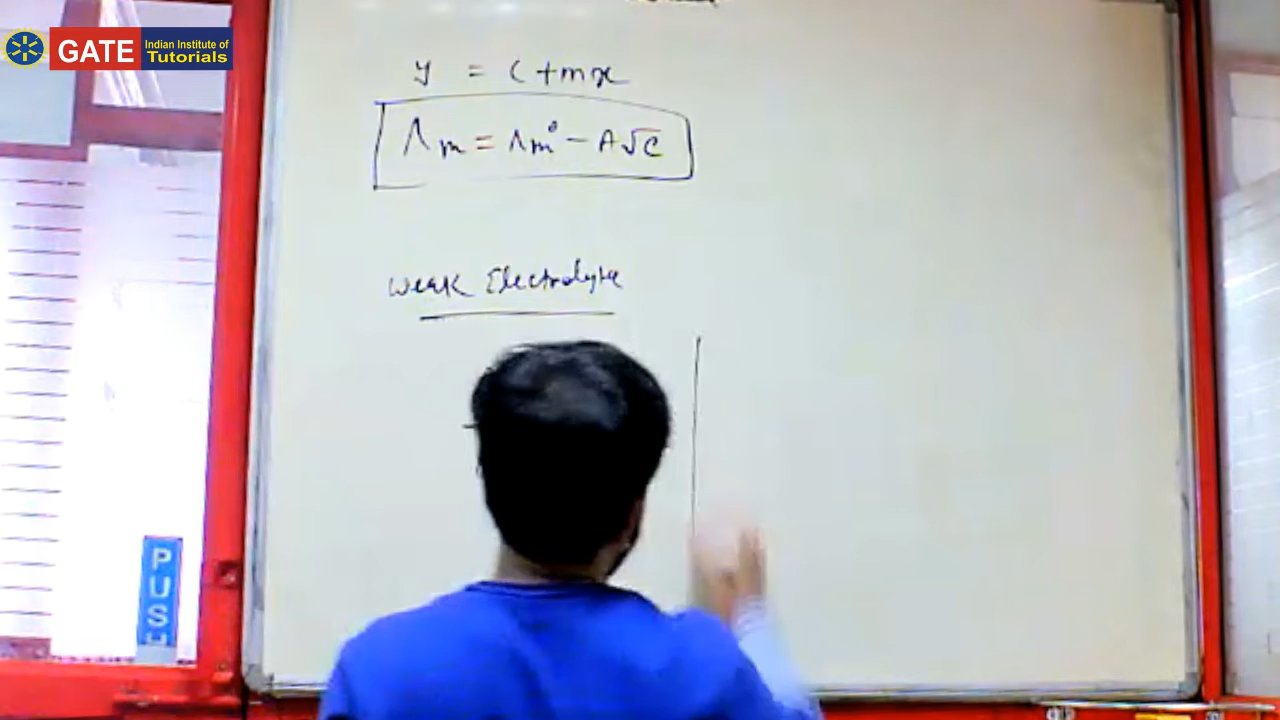 GATE
Indian Institute of
Tutorials
y = C + mx
Λm = Λm° - A√C
Weak Electrolyte
PUSH